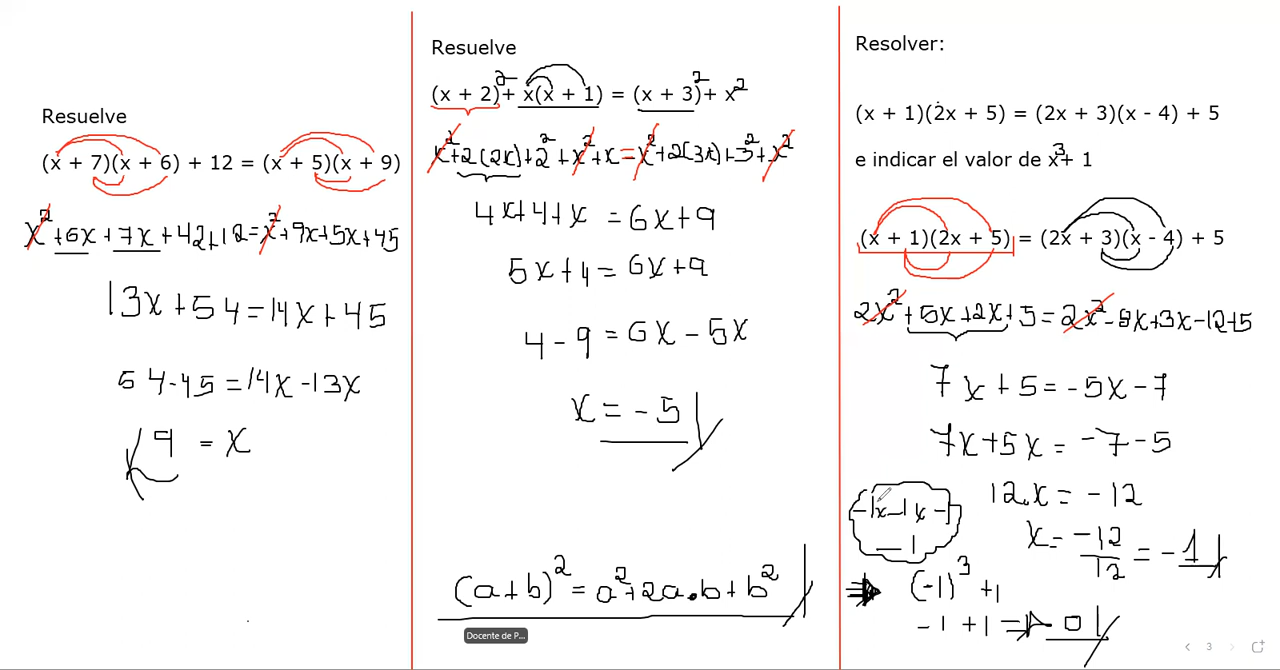 Resuelve
(x + 7)(x + 6) + 12 = (x + 5)(x + 9)
x² + 6x + 7x + 42 + 12 = x² + 9x + 5x + 45
13x + 54 = 14x + 45
54 - 45 = 14x - 13x
9 = x
Resuelve
(x + 2)² + x(x + 1) = (x + 3)² + x²
x² + 2(2x) + 2² + x² + x = x² + 2(3x) + 3² + x²
4x + 4 + x = 6x + 9
5x + 4 = 6x + 9
4 - 9 = 6x - 5x
x = -5
(a + b)² = a² + 2a.b + b²
Docente de P...
Resolver:
(x + 1)(2x + 5) = (2x + 3)(x - 4) + 5
e indicar el valor de x³ + 1
(x + 1)(2x + 5) = (2x + 3)(x - 4) + 5
2x² + 5x + 2x + 5 = 2x² - 8x + 3x - 12 + 5
7x + 5 = -5x - 7
7x + 5x = -7 - 5
12x = -12
-1x-1x-1
-1
x = -12/12 = -1
⇒ (-1)³ + 1
-1 + 1 ⇒ 0
3